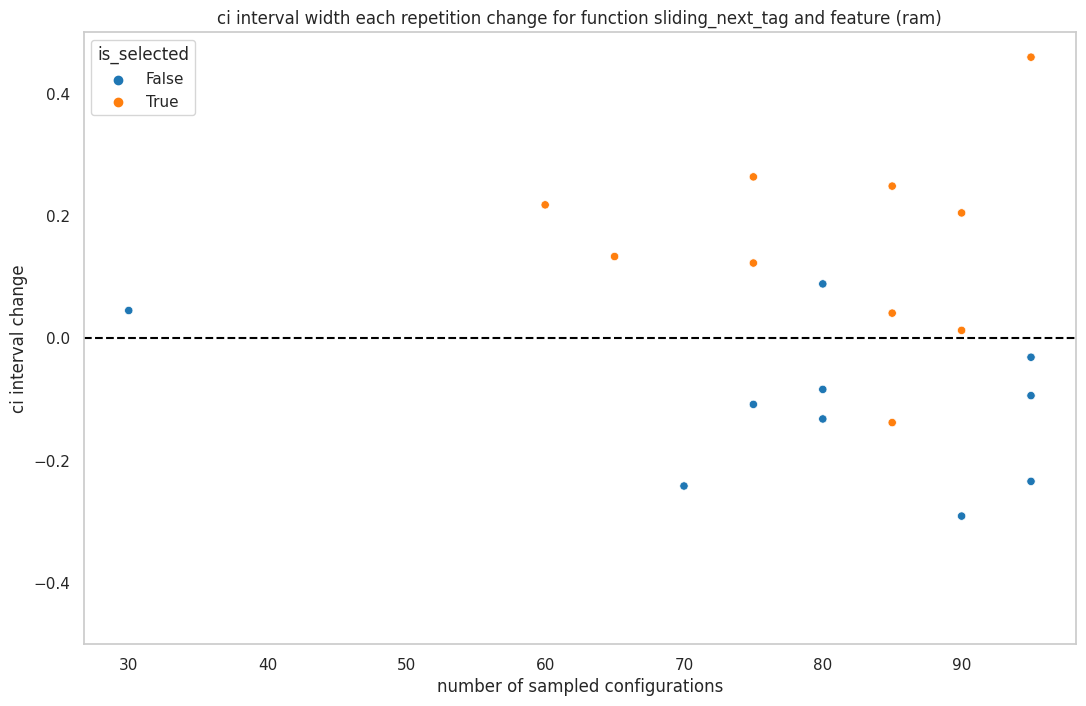 ci interval width each repetition change for function sliding_next_tag and feature (ram)
is_selected
False
True
ci interval change
0.4
0.2
0.0
−0.2
−0.4
30 40 50 60 70 80 90
number of sampled configurations